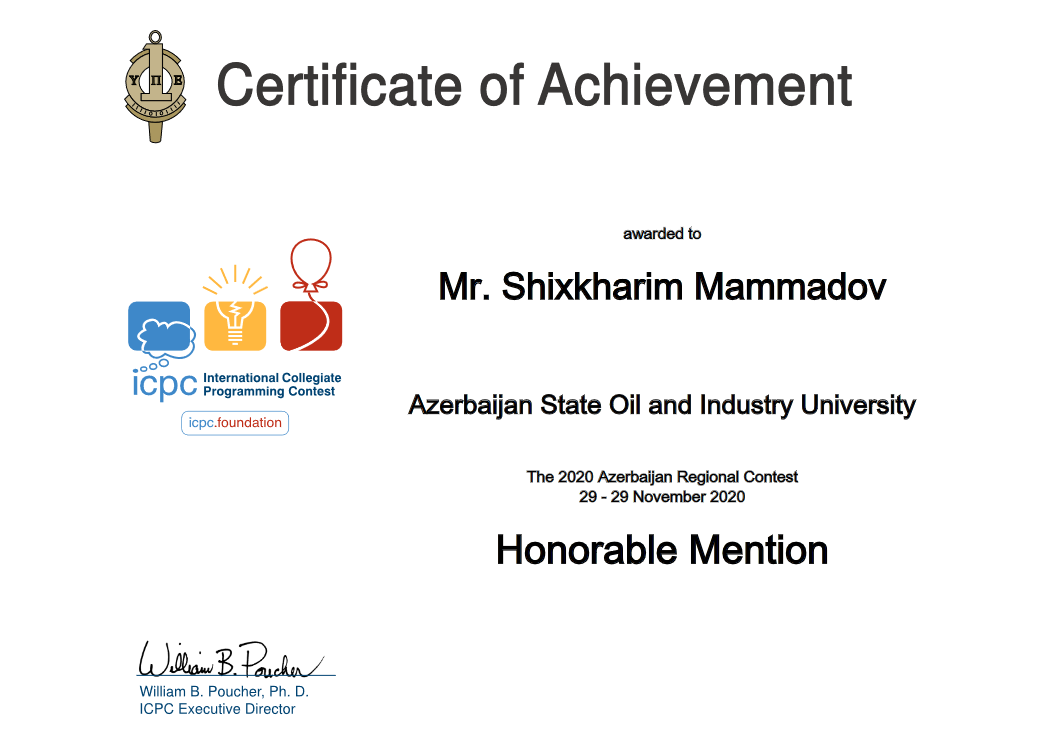 Υ Π Ε
Certificate of Achievement
awarded to
Mr. Shixkharim Mammadov
icpc International Collegiate
Programming Contest
icpc.foundation
Azerbaijan State Oil and Industry University
The 2020 Azerbaijan Regional Contest
29 - 29 November 2020
Honorable Mention
William B. Poucher
William B. Poucher, Ph. D.
ICPC Executive Director